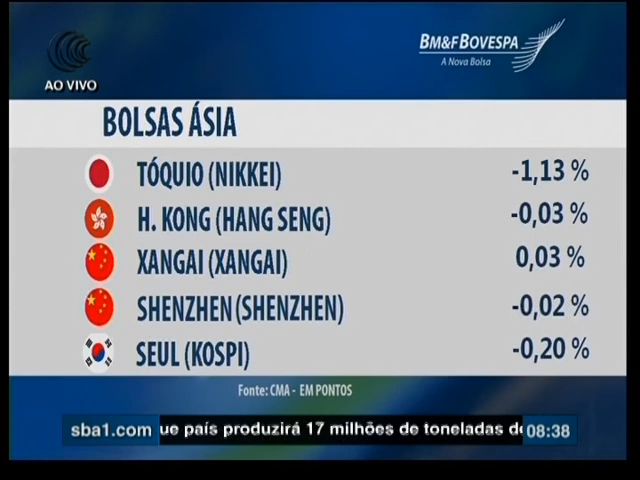 BM&FBOVESPA
A Nova Bolsa
AO VIVO
BOLSAS ÁSIA
TÓQUIO (NIKKEI) -1,13 %
H. KONG (HANG SENG) -0,03 %
XANGAI (XANGAI) 0,03 %
SHENZHEN (SHENZHEN) -0,02 %
SEUL (KOSPI) -0,20 %
Fonte: CMA - EM PONTOS
sba1.com ue país produzirá 17 milhões de toneladas de 08:38